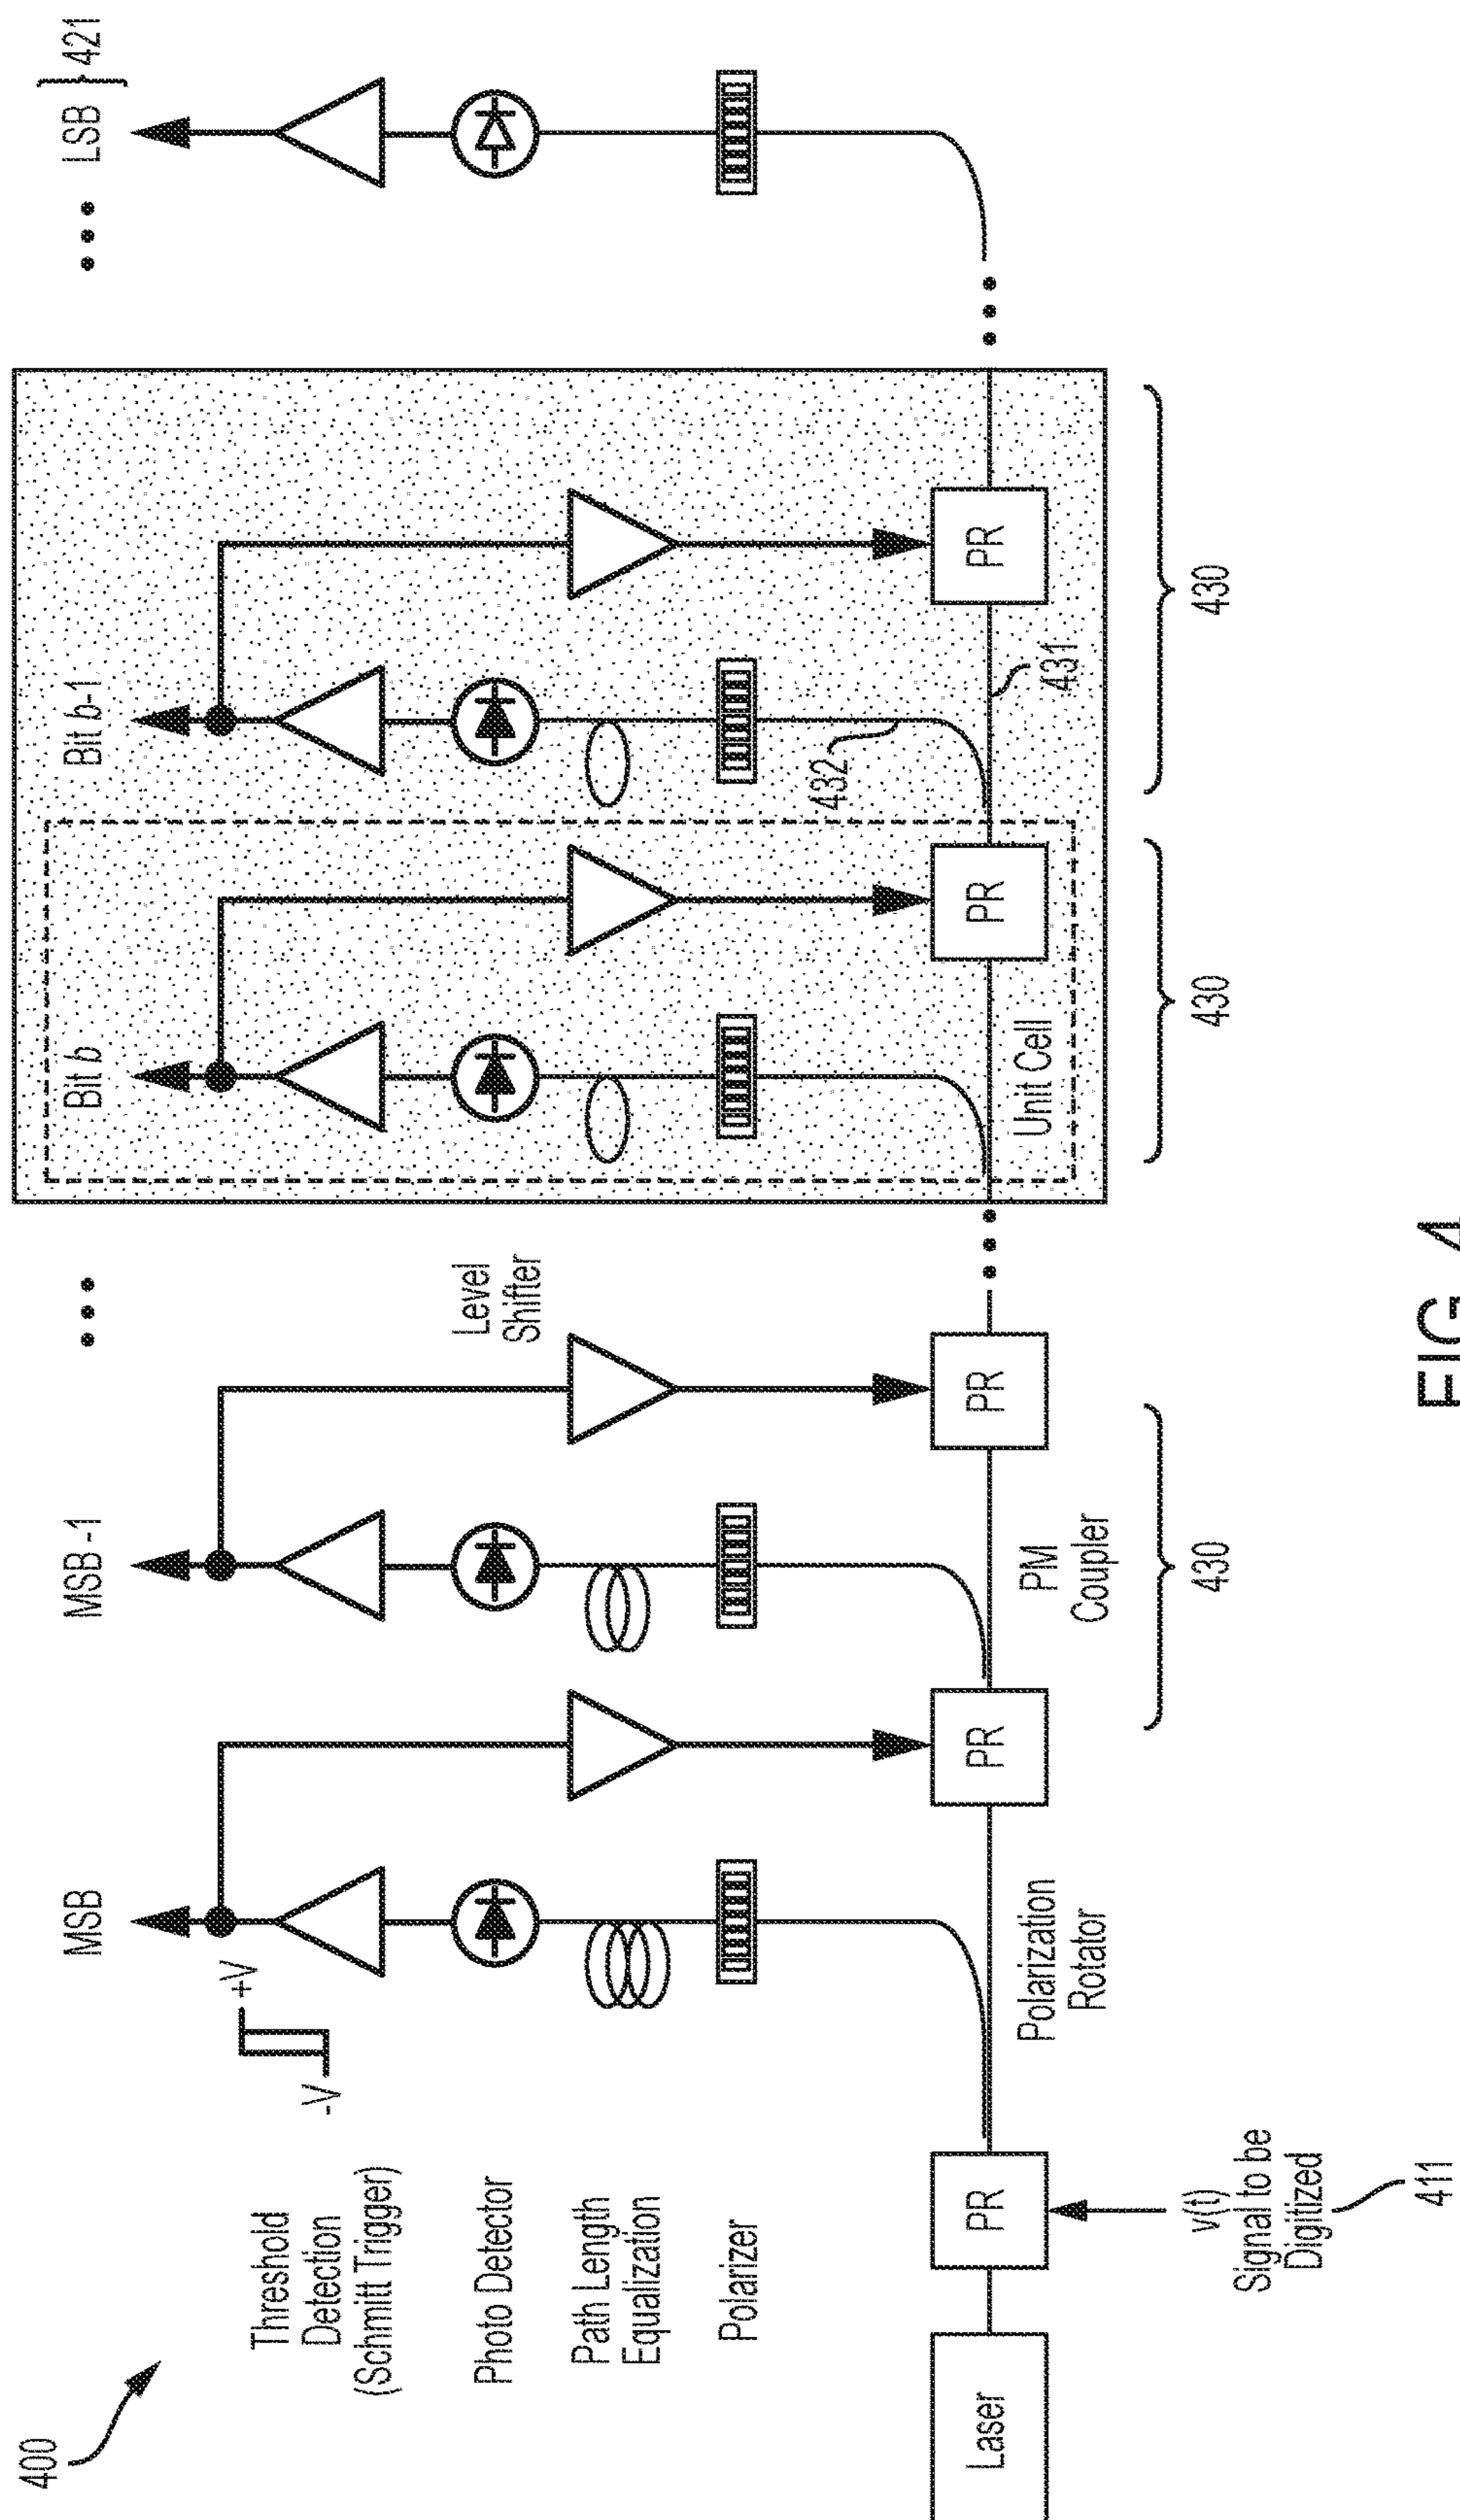 400
MSB
MSB -1
Bit b
Bit b-1
LSB
421
+V
-V
Threshold
Detection
(Schmitt Trigger)
Photo Detector
Path Length
Equalization
Polarizer
Level
Shifter
432
431
Laser
PR
PR
PR
PR
PR
Polarization
Rotator
PM
Coupler
Unit Cell
v(t)
Signal to be
Digitized
411
430
430
430
FIG. 4